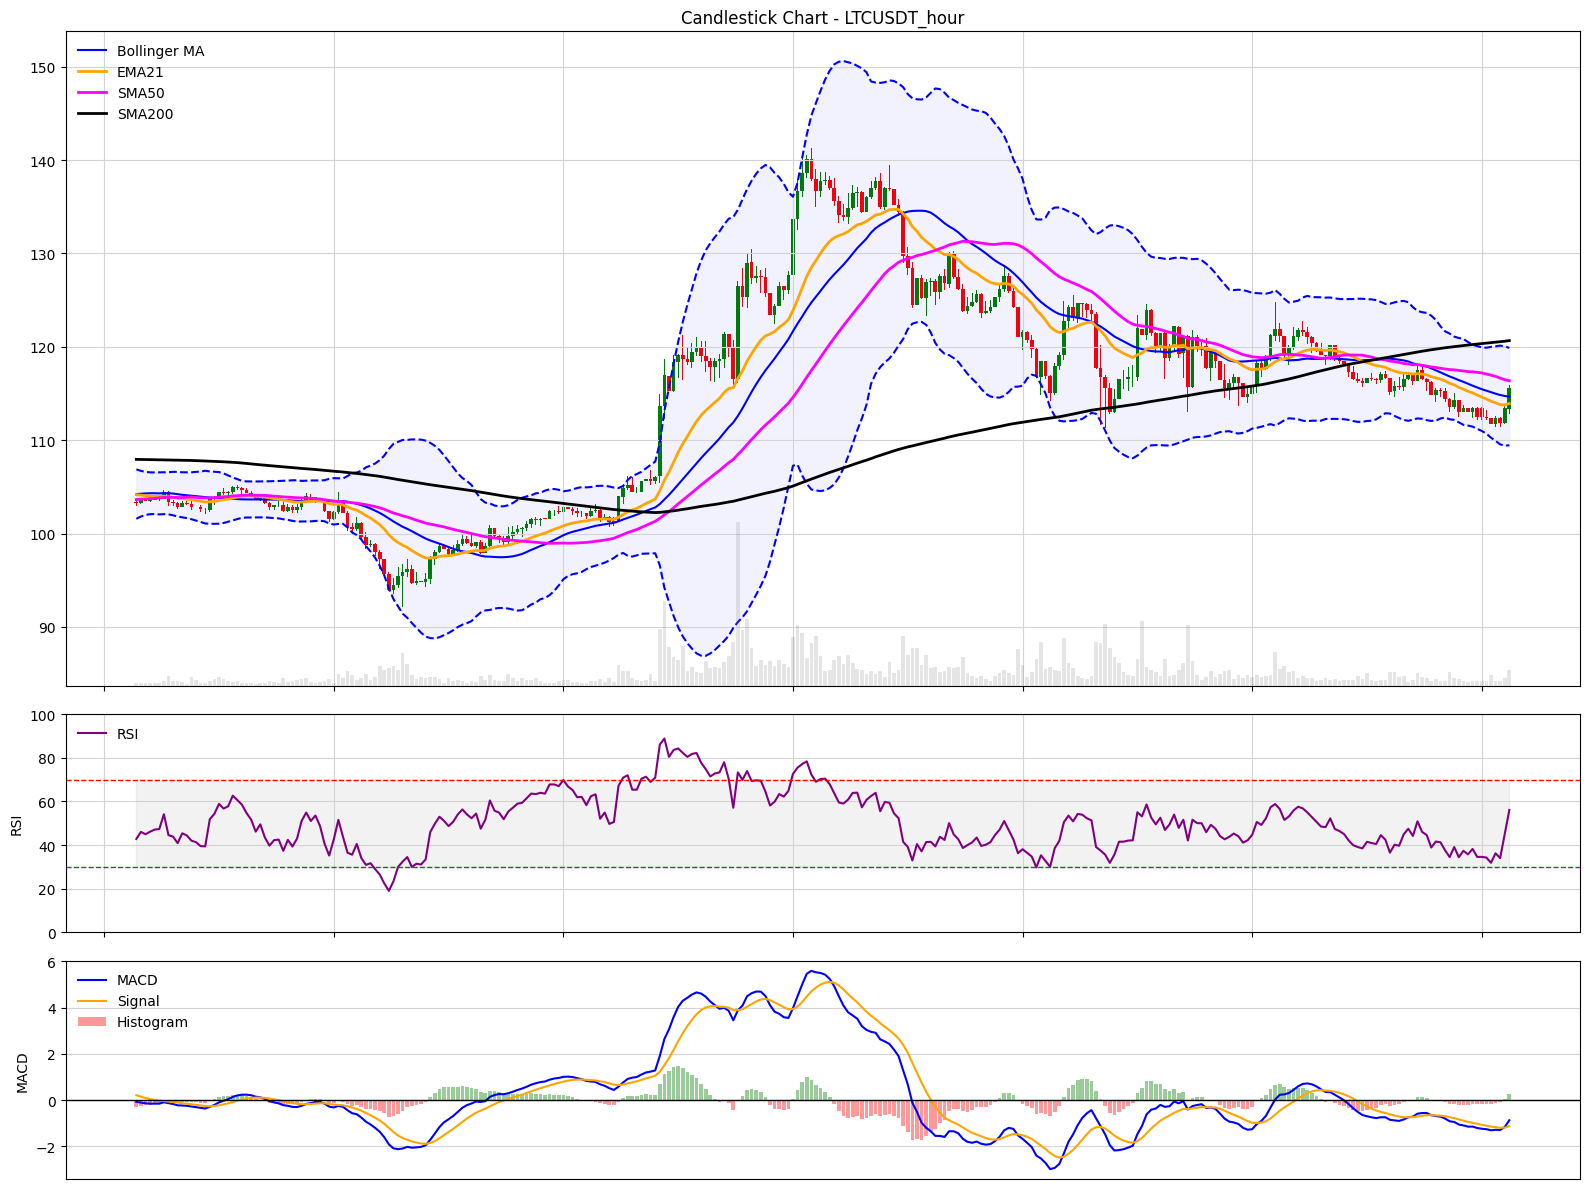 Candlestick Chart - LTCUSDT_hour
Bollinger MA
EMA21
SMA50
SMA200
150
140
130
120
110
100
90
RSI
100
80
60
40
20
0
RSI
MACD
Signal
Histogram
6
4
2
0
−2
MACD